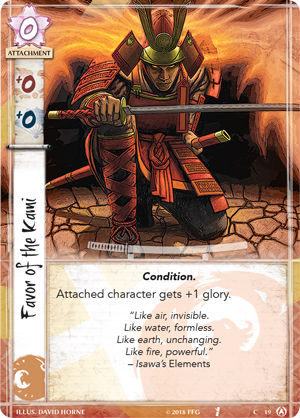 0
ATTACHMENT
+0
+0
Favor of the Kami
Condition.
Attached character gets +1 glory.
"Like air, invisible.
Like water, formless.
Like earth, unchanging.
Like fire, powerful."
– Isawa's Elements
ILLUS. DAVID HORNE
© 2018 FFG
C 19